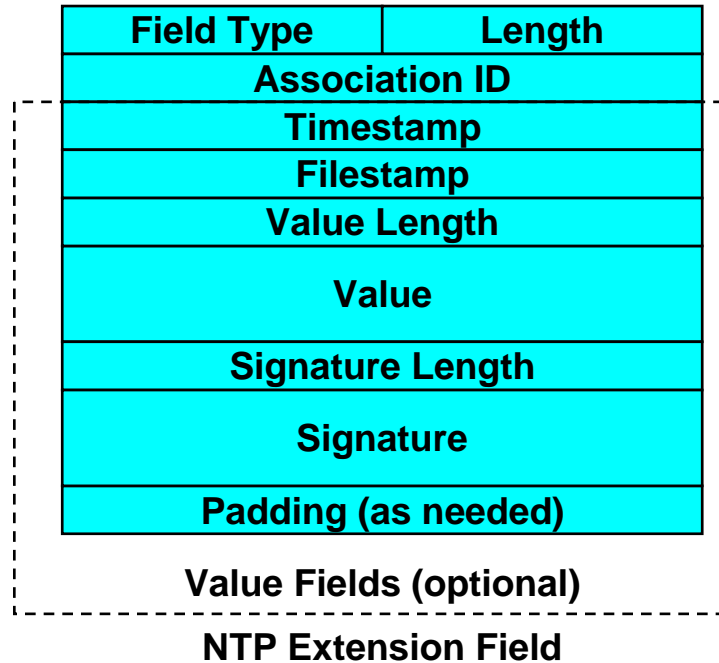 Field Type Length
Association ID
Timestamp
Filestamp
Value Length
Value
Signature Length
Signature
Padding (as needed)
Value Fields (optional)
NTP Extension Field